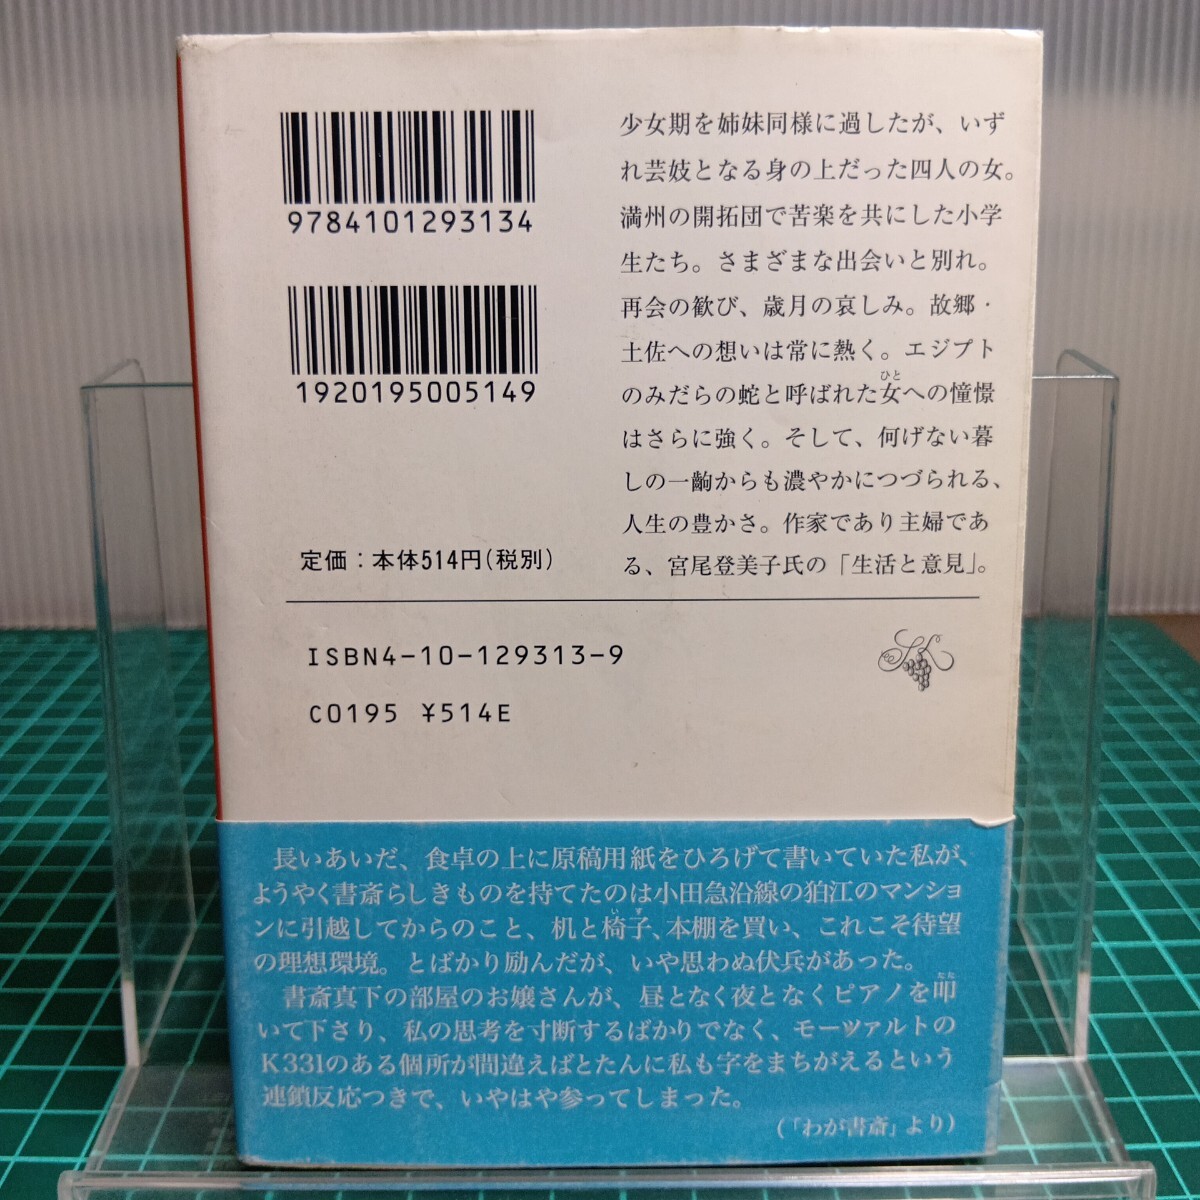 9784101293134
1920195005149
少女期を姉妹同様に過したが、いず
れ芸妓となる身の上だった四人の女。
満州の開拓団で苦楽を共にした小学
生たち。さまざまな出会いと別れ。
再会の歓び、歳月の哀しみ。故郷・
土佐への想いは常に熱く。エジプト
ひと
のみだらの蛇と呼ばれた女への憧憬
はさらに強く。そして、何げない暮
しの一齣からも濃やかにつづられる、
人生の豊かさ。作家であり主婦であ
る、宮尾登美子氏の「生活と意見」。
定価：本体514円(税別)
ISBN4-10-129313-9
C0195 ¥514E
長いあいだ、食卓の上に原稿用紙をひろげて書いていた私が、
ようやく書斎らしきものを持てたのは小田急沿線の狛江のマンショ
いす
ンに引越してからのこと、机と椅子、本棚を買い、これこそ待望
の理想環境。とばかり励んだが、いや思わぬ伏兵があった。
たた
書斎真下の部屋のお嬢さんが、昼となく夜となくピアノを叩
いて下さり、私の思考を寸断するばかりでなく、モーツァルトの
K331のある個所が間違えばとたんに私も字をまちがえるという
連鎖反応つきで、いやはや参ってしまった。
(「わが書斎」より)